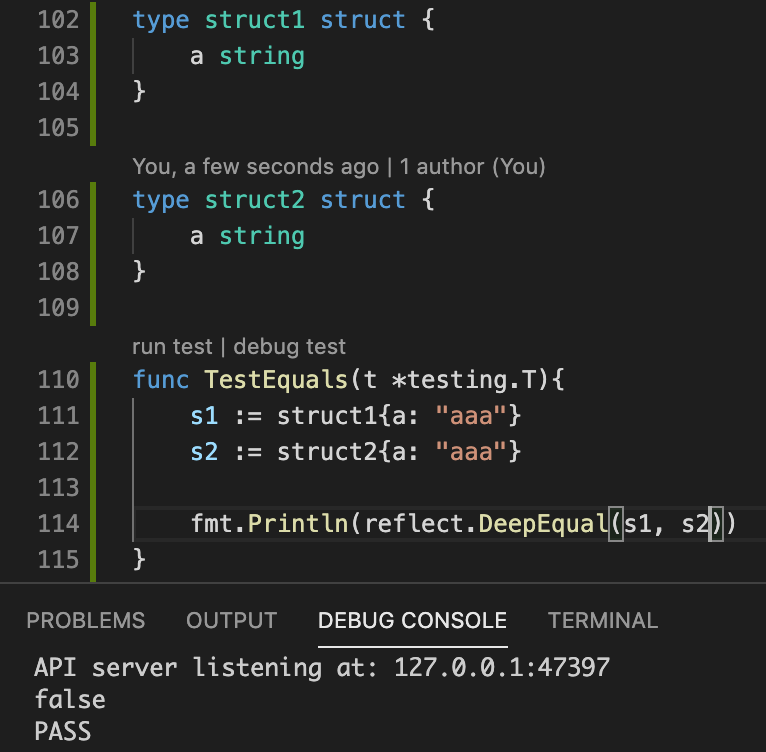 102 type struct1 struct {
103 a string
104 }
105
You, a few seconds ago | 1 author (You)
106 type struct2 struct {
107 a string
108 }
109
run test | debug test
110 func TestEquals(t *testing.T){
111 s1 := struct1{a: "aaa"}
112 s2 := struct2{a: "aaa"}
113
114 fmt.Println(reflect.DeepEqual(s1, s2))
115 }
PROBLEMS OUTPUT DEBUG CONSOLE TERMINAL
API server listening at: 127.0.0.1:47397
false
PASS